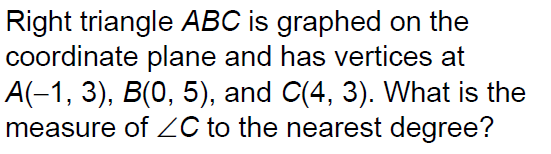 Right triangle ABC is graphed on the
coordinate plane and has vertices at
A(−1, 3), B(0, 5), and C(4, 3). What is the
measure of ∠C to the nearest degree?